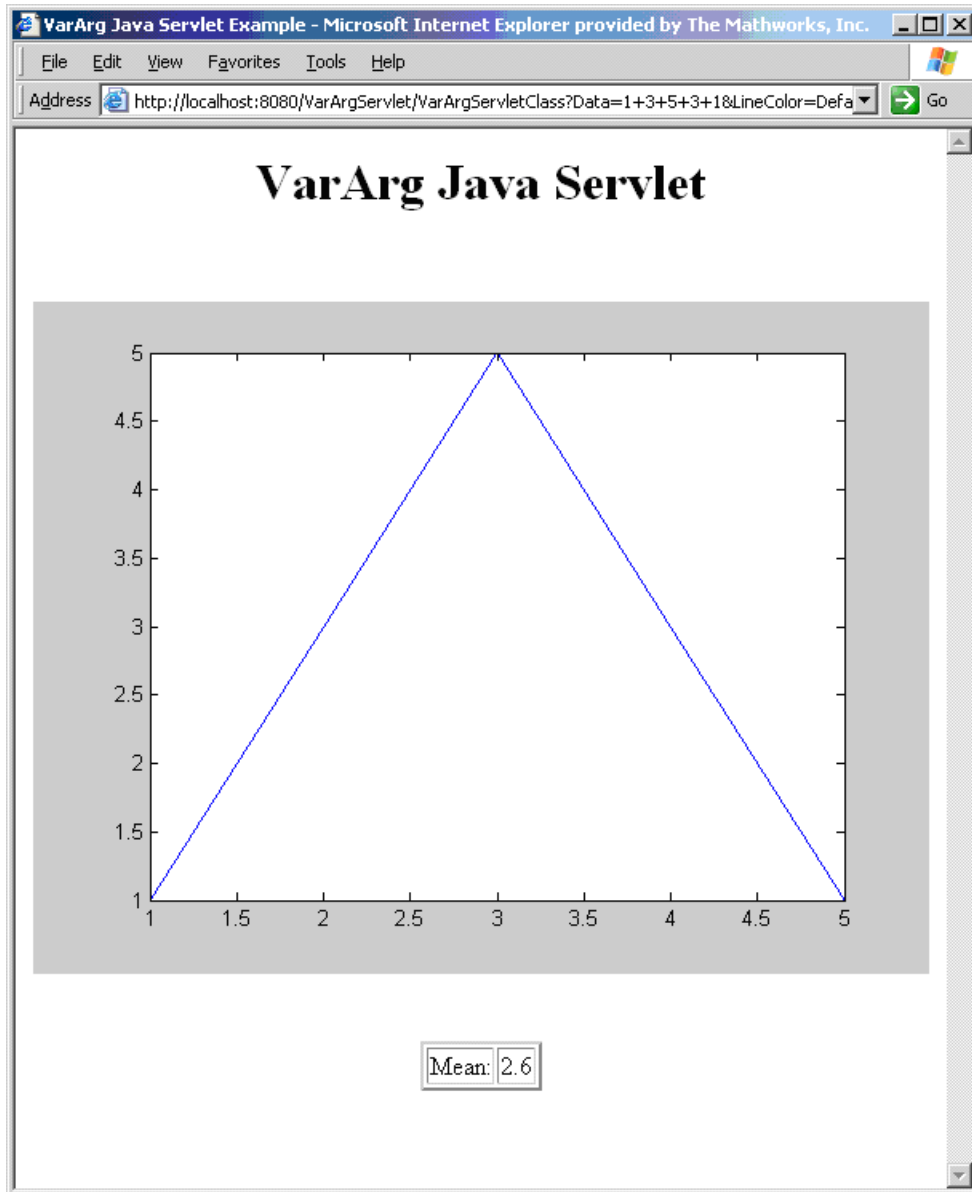 VarArg Java Servlet Example - Microsoft Internet Explorer provided by The Mathworks, Inc.
File Edit View Favorites Tools Help
Address http://localhost:8080/VarArgServlet/VarArgServletClass?Data=1+3+5+3+1&LineColor=Defa Go
VarArg Java Servlet
5
4.5
4
3.5
3
2.5
2
1.5
1
1 1.5 2 2.5 3 3.5 4 4.5 5
Mean: 2.6